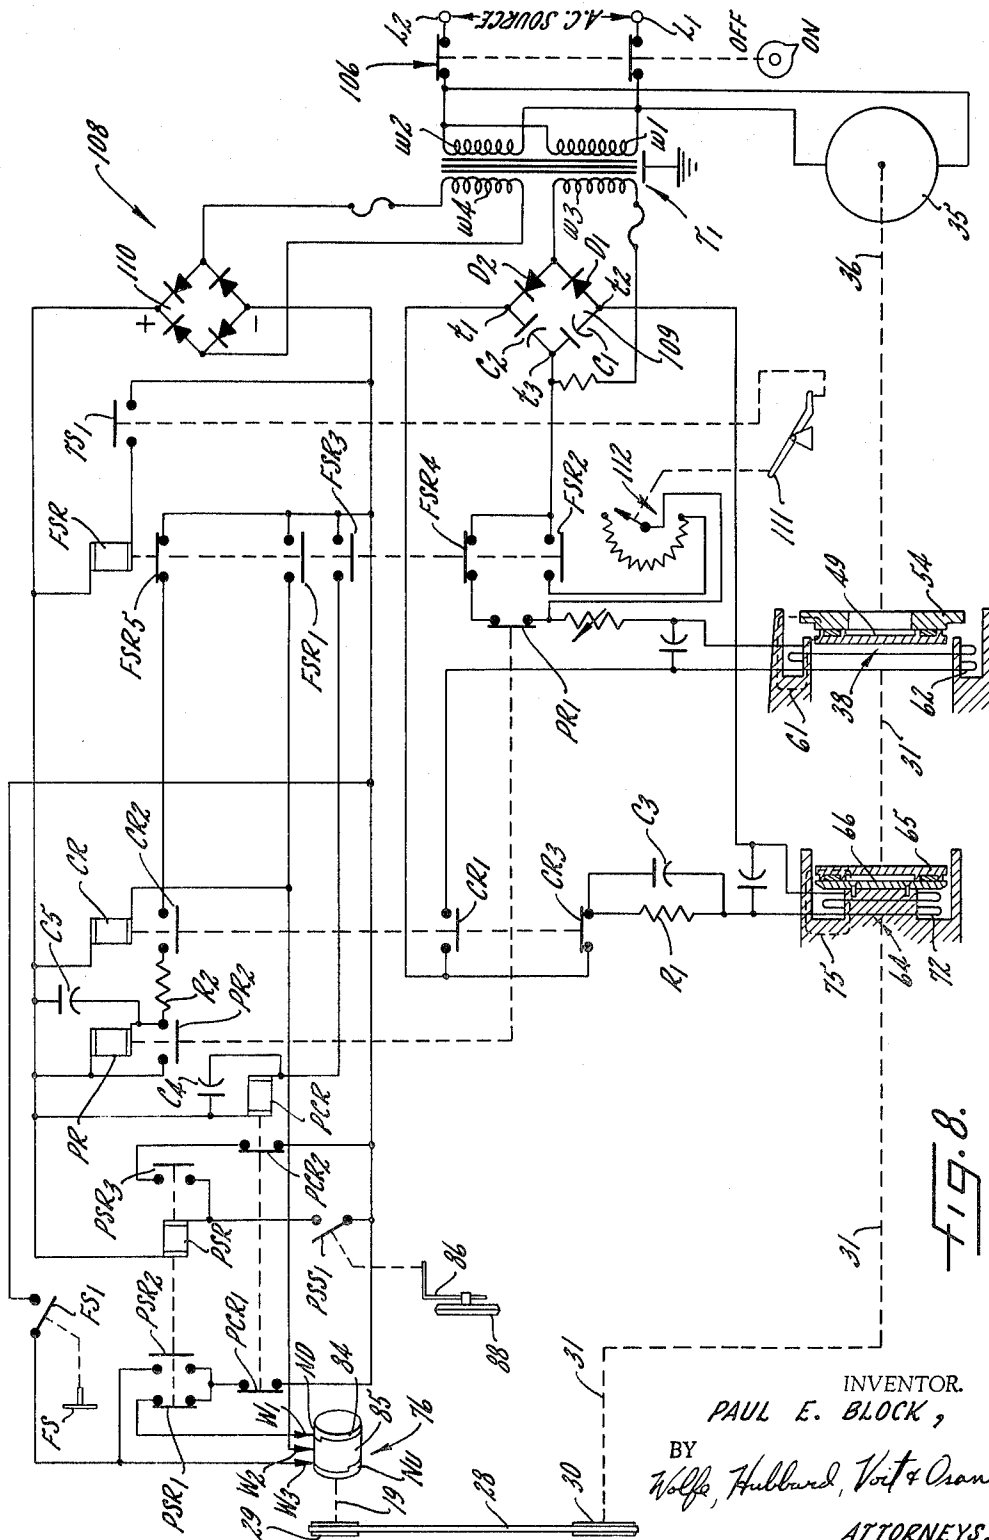 L2
A.C. SOURCE
L1
OFF
ON
106
W2
W1
108
W4
W3
T1
110
+
-
D2
D1
t1
t2
t3
C2
C1
109
35
36
TS1
FSR
FSR3
FSR5
FSR1
FSR4
FSR2
112
111
PR1
49
54
38
61
62
31
CR
CR2
C5
R2
PR2
PR
C4
PCR
CR1
CR3
C3
R1
66
65
75
64
72
PSR3
PSR
PCR2
PSS1
86
88
FS1
FS
PSR2
PSR1
PCR1
ND
W1
W2
W3
84
85
76
NU
19
29
28
30
31
31
Fig. 8.
INVENTOR.
PAUL E. BLOCK,
BY
Wolfe, Hubbard, Voit & Osann
ATTORNEYS.